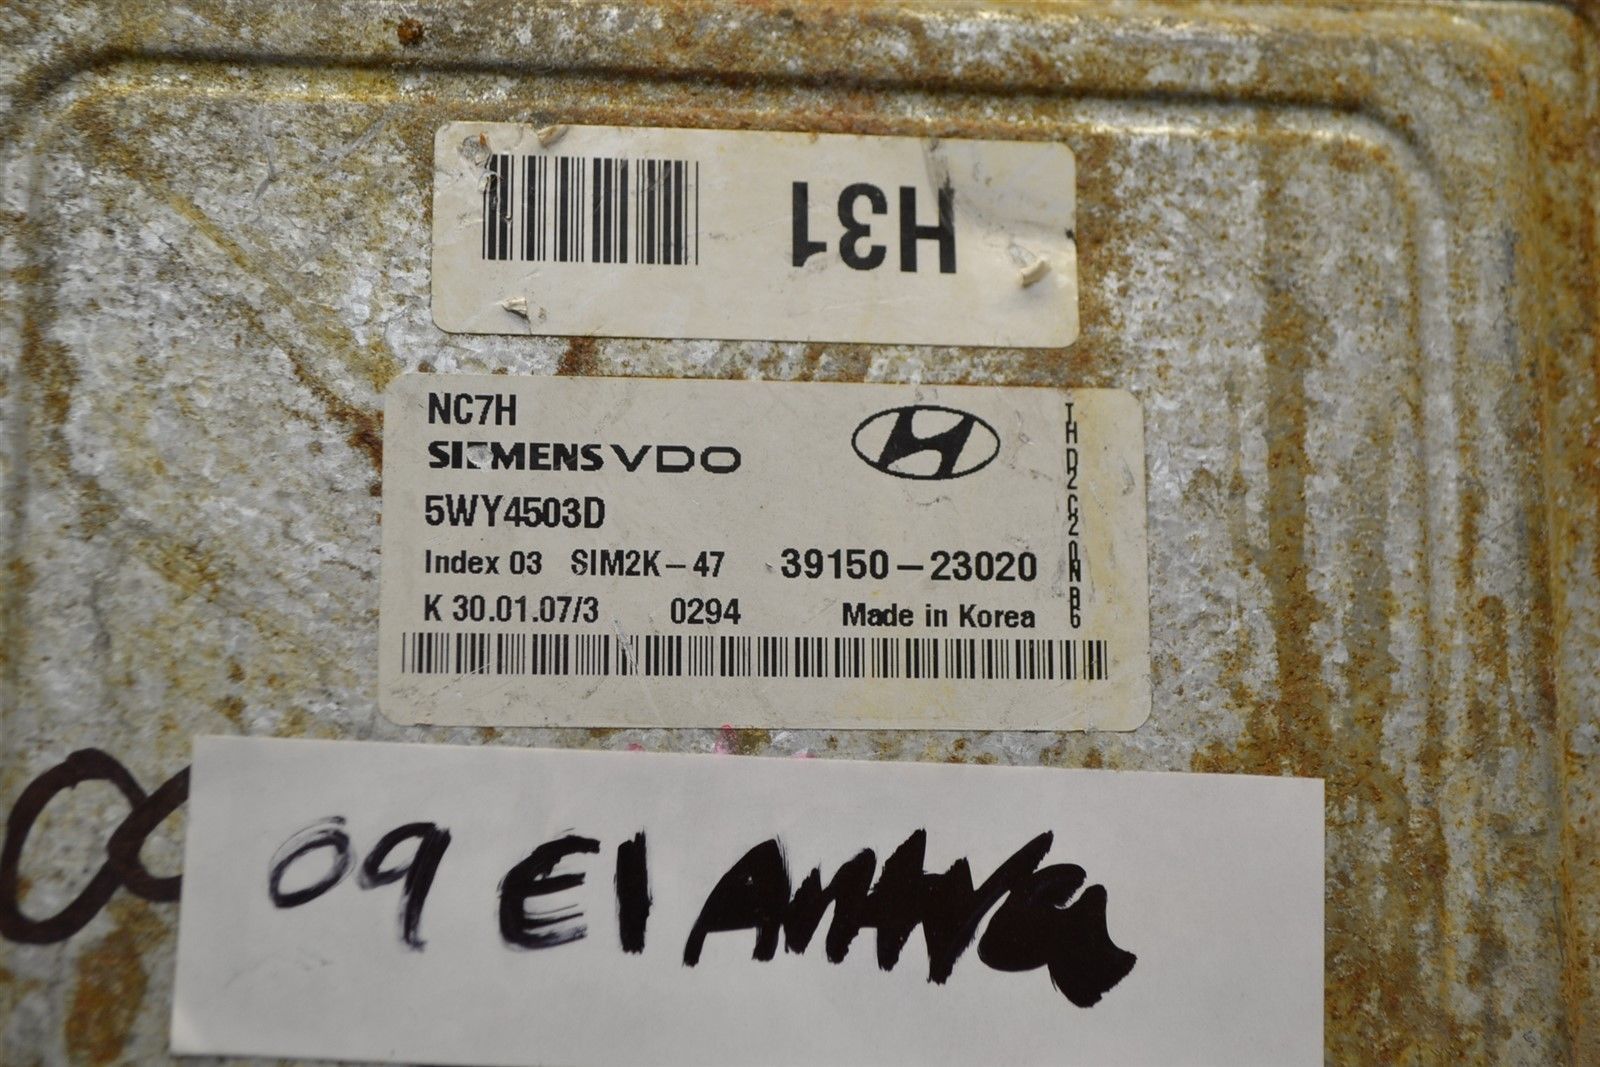 H31
NC7H
SIEMENS VDO
5WY4503D
Index 03 SIM2K-47 39150-23020
K 30.01.07/3 0294 Made in Korea
09 El